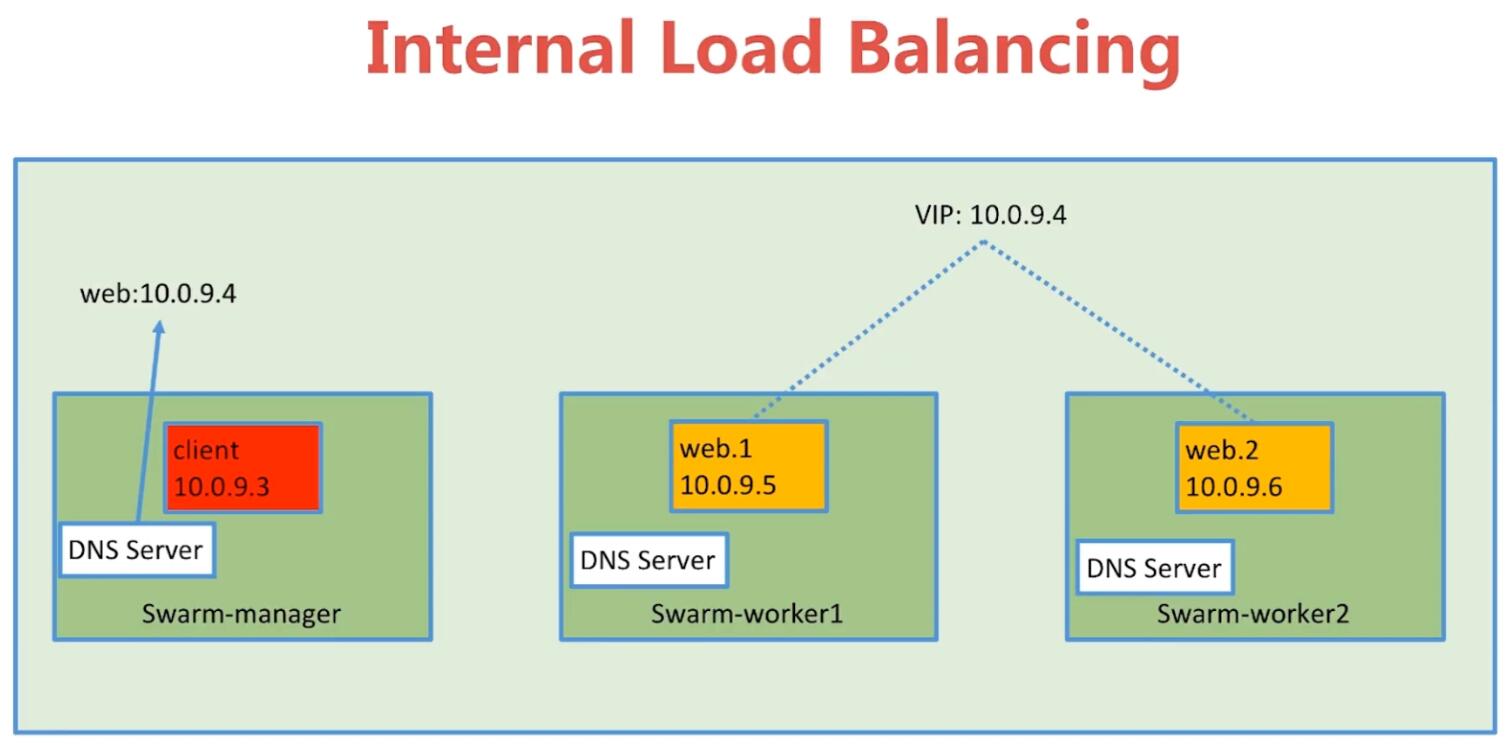 Internal Load Balancing
VIP: 10.0.9.4
web:10.0.9.4
client
10.0.9.3
DNS Server
Swarm-manager
web.1
10.0.9.5
DNS Server
Swarm-worker1
web.2
10.0.9.6
DNS Server
Swarm-worker2